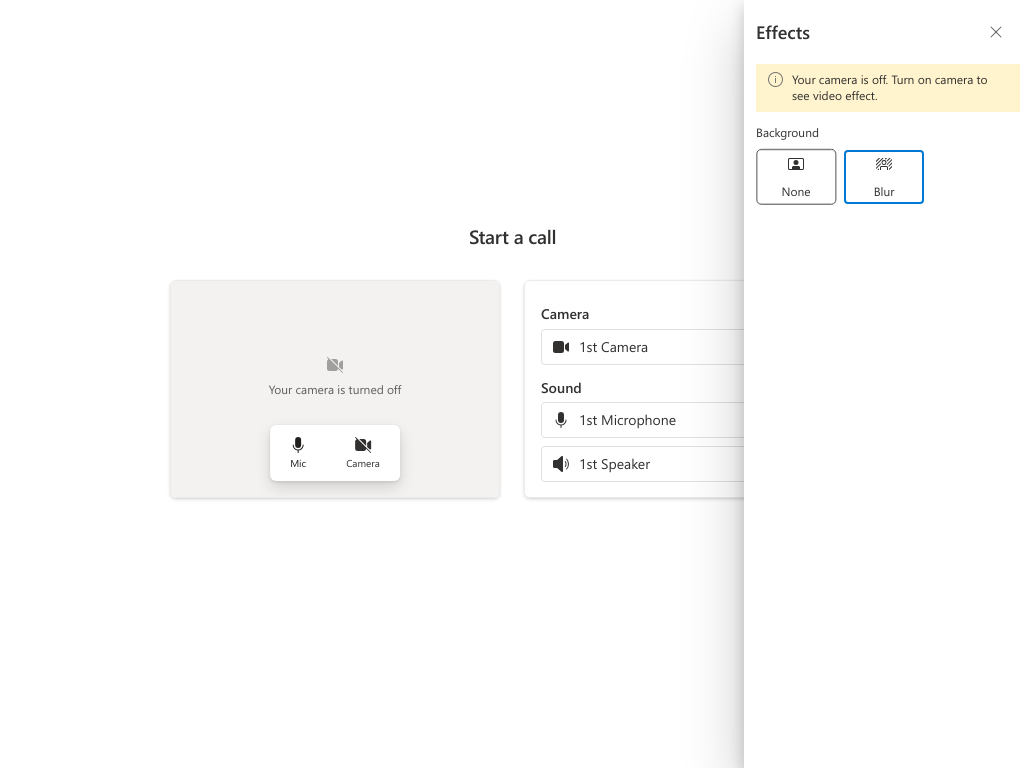 Effects
Your camera is off. Turn on camera to
see video effect.
Background
None
Blur
Start a call
Your camera is turned off
Mic
Camera
Camera
1st Camera
Sound
1st Microphone
1st Speaker